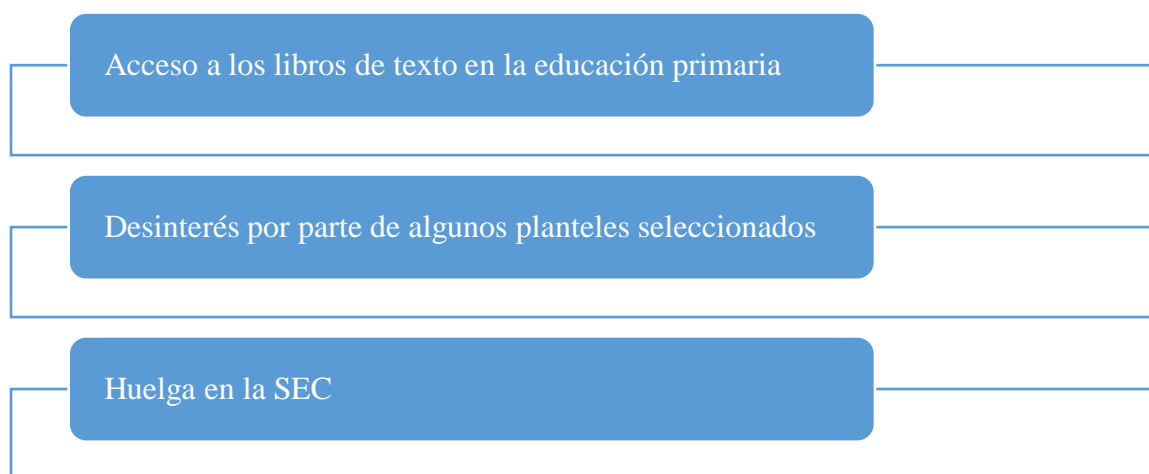 Acceso a los libros de texto en la educación primaria
Desinterés por parte de algunos planteles seleccionados
Huelga en la SEC